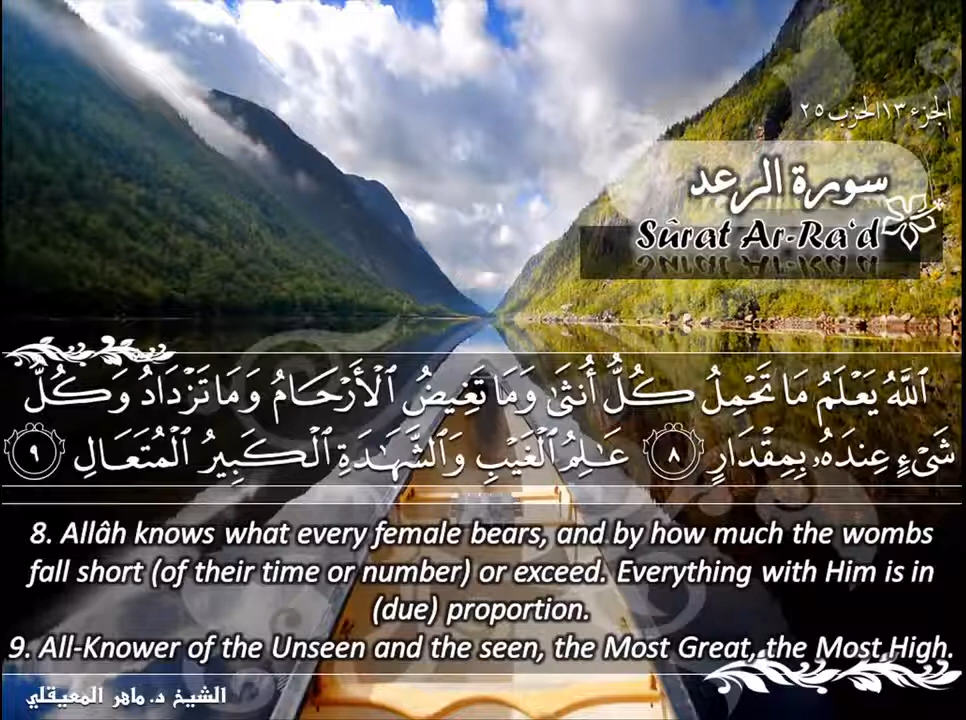 الجزء ١٣ الحزب ٢٥
سورة الرعد
Sûrat Ar-Ra'd
ٱللَّهُ يَعْلَمُ مَا تَحْمِلُ كُلُّ أُنثَىٰ وَمَا تَغِيضُ ٱلْأَرْحَامُ وَمَا تَزْدَادُ وَكُلُّ
شَىْءٍ عِندَهُۥ بِمِقْدَارٍ ٨ عَـٰلِمُ ٱلْغَيْبِ وَٱلشَّهَـٰدَةِ ٱلْكَبِيرُ ٱلْمُتَعَالِ ٩
8. Allâh knows what every female bears, and by how much the wombs
fall short (of their time or number) or exceed. Everything with Him is in
(due) proportion.
9. All-Knower of the Unseen and the seen, the Most Great, the Most High.
الشيخ د. ماهر المعيقلي